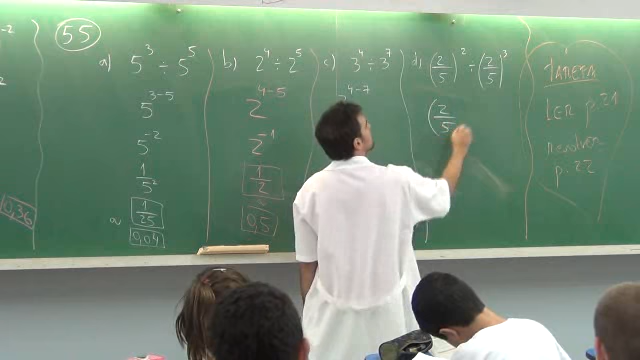 55
a) 5³ ÷ 5⁵
5³⁻⁵
5⁻²
1/5²
1/25
0,04
b) 2⁴ ÷ 2⁵
2⁴⁻⁵
2⁻¹
1/2
0,5
c) 3⁴ ÷ 3⁷
3⁴⁻⁷
d) (2/5)² ÷ (2/5)³
(2/5
TAREFA
LER p.21
resolver
p.22
0,36